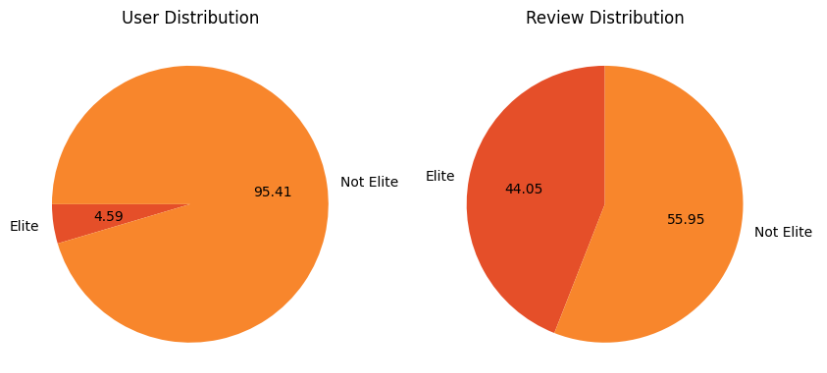 User Distribution
95.41
Not Elite
4.59
Elite
Review Distribution
Elite
44.05
55.95
Not Elite